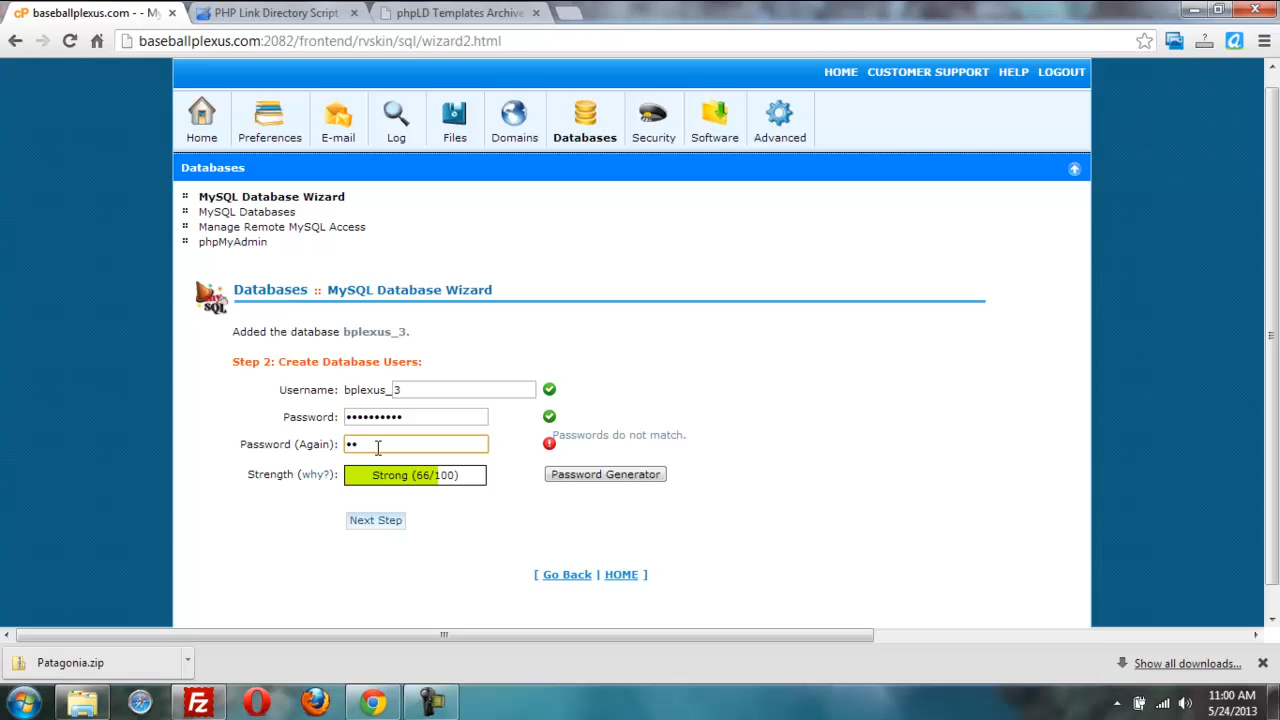 cP baseballplexus.com - - M
PHP Link Directory Script
phpLD Templates Archive
baseballplexus.com:2082/frontend/rvskin/sql/wizard2.html
HOME CUSTOMER SUPPORT HELP LOGOUT
Home Preferences E-mail Log Files Domains Databases Security Software Advanced
Databases
MySQL Database Wizard
MySQL Databases
Manage Remote MySQL Access
phpMyAdmin
My SQL
Databases :: MySQL Database Wizard
Added the database bplexus_3.
Step 2: Create Database Users:
Username: bplexus_3
Password: ••••••••••
Passwords do not match.
Password (Again): ••
Strength (why?): Strong (66/100) Password Generator
Next Step
[ Go Back | HOME ]
Patagonia.zip
Show all downloads...
Fz
11:00 AM
5/24/2013